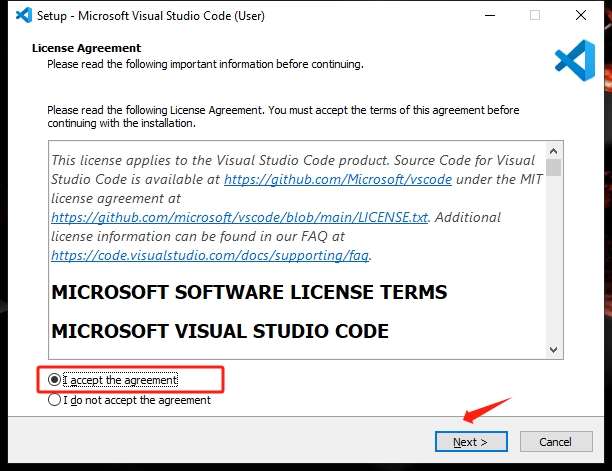 Setup - Microsoft Visual Studio Code (User)
License Agreement
Please read the following important information before continuing.
Please read the following License Agreement. You must accept the terms of this agreement before
continuing with the installation.
This license applies to the Visual Studio Code product. Source Code for Visual
Studio Code is available at https://github.com/Microsoft/vscode under the MIT
license agreement at
https://github.com/microsoft/vscode/blob/main/LICENSE.txt. Additional
license information can be found in our FAQ at
https://code.visualstudio.com/docs/supporting/faq.
MICROSOFT SOFTWARE LICENSE TERMS
MICROSOFT VISUAL STUDIO CODE
I accept the agreement
I do not accept the agreement
Next >
Cancel